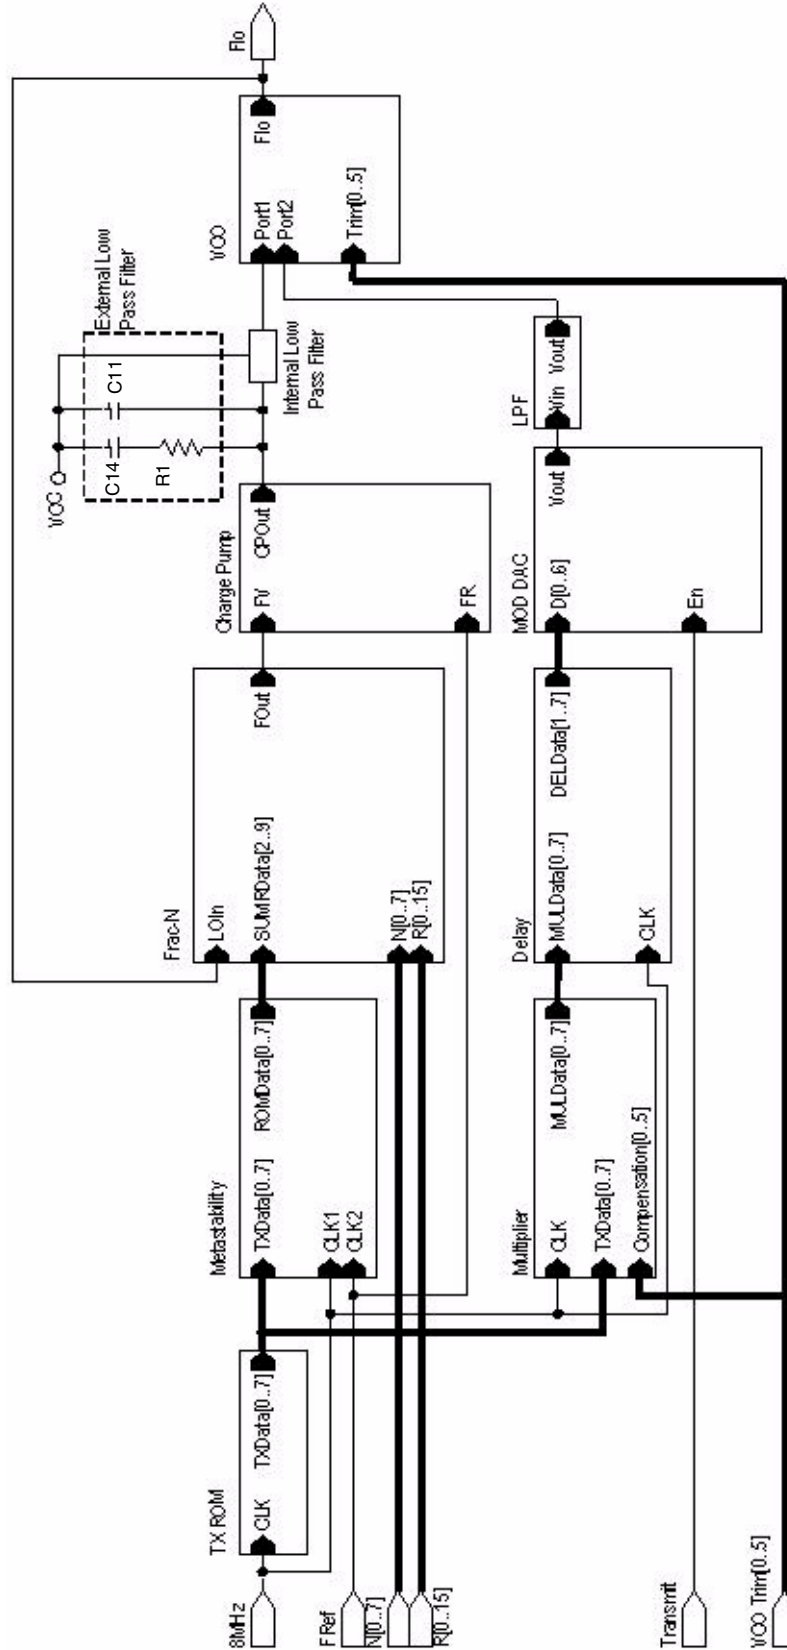 8MHz
FRef
N[0..7]
R[0..15]
Transmit
VCO Trim[0..5]
TX ROM
CLK
TXData[0..7]
Metastability
TXData[0..7]
ROMData[0..7]
CLK1
CLK2
Frac-N
LOIn
SUMRData[2..9]
FOut
N[0..7]
R[0..15]
Charge Pump
FV
CPOut
FR
VCC
C14
C11
R1
External Low
Pass Filter
Internal Low
Pass Filter
VCO
Port1
Port2
Flo
Trim[0..5]
Flo
Multiplier
CLK
MULData[0..7]
TXData[0..7]
Compensation[0..5]
Delay
MULData[0..7]
DELData[1..7]
CLK
MOD DAC
D[0..6]
Vout
En
LPF
Vin
Vout